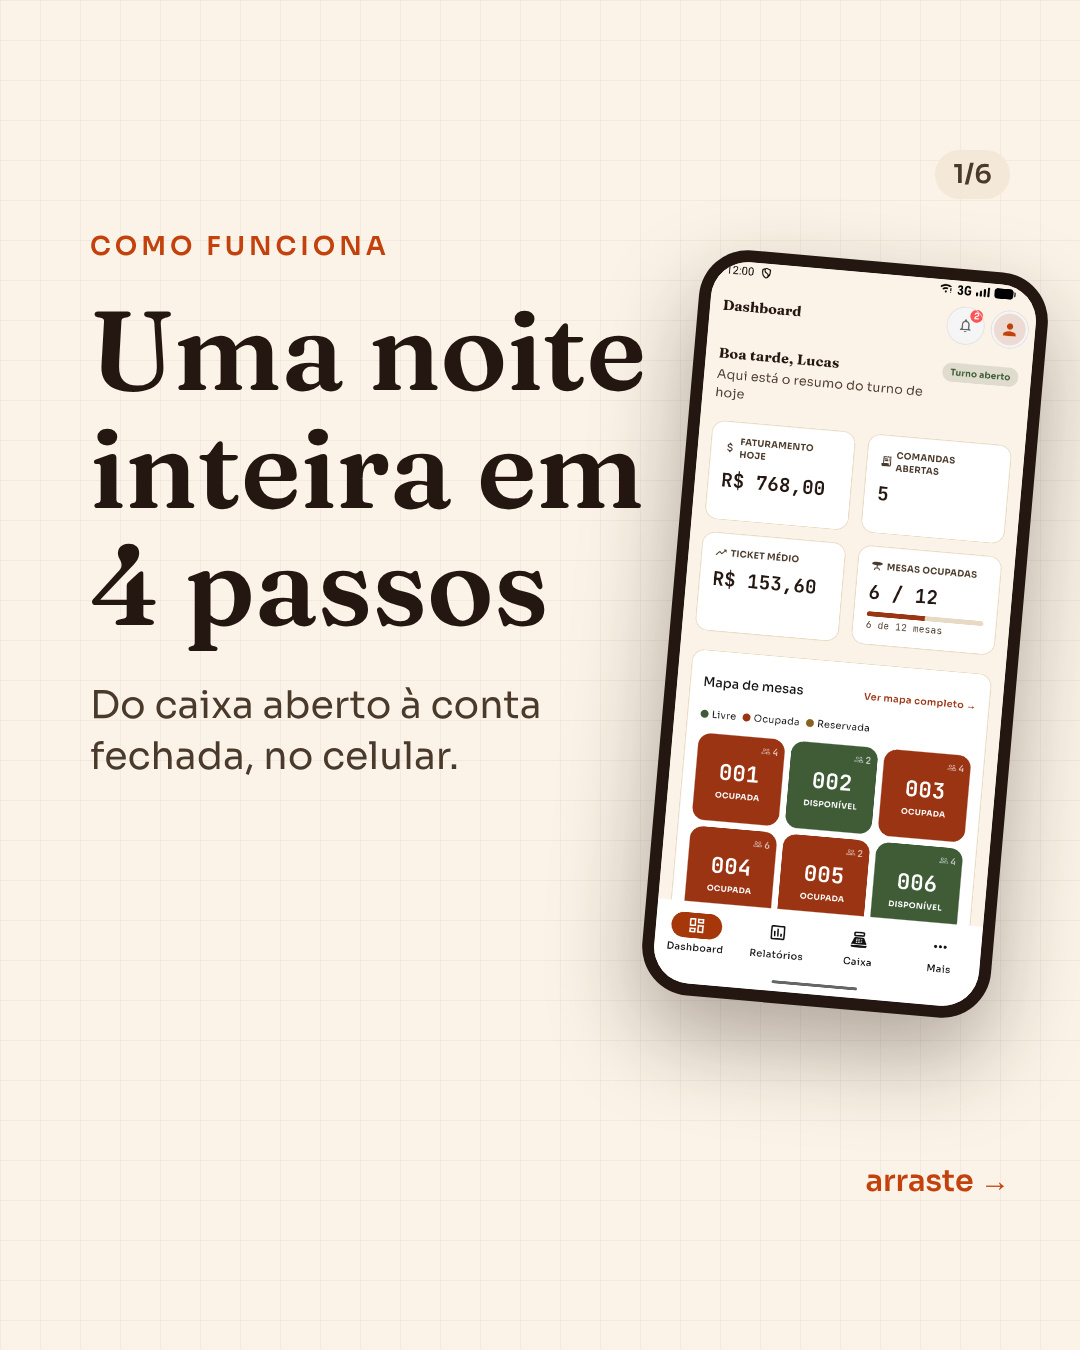 1/6
COMO FUNCIONA
Uma noite
inteira em
4 passos
Do caixa aberto à conta
fechada, no celular.
12:00
3G
Dashboard
2
Boa tarde, Lucas
Aqui está o resumo do turno de
hoje
Turno aberto
FATURAMENTO
HOJE
R$ 768,00
COMANDAS
ABERTAS
5
TICKET MÉDIO
R$ 153,60
MESAS OCUPADAS
6 / 12
6 de 12 mesas
Mapa de mesas
Ver mapa completo →
Livre Ocupada Reservada
4
001
OCUPADA
2
002
DISPONÍVEL
4
003
OCUPADA
6
004
OCUPADA
2
005
OCUPADA
4
006
DISPONÍVEL
Dashboard
Relatórios
Caixa
Mais
arraste →